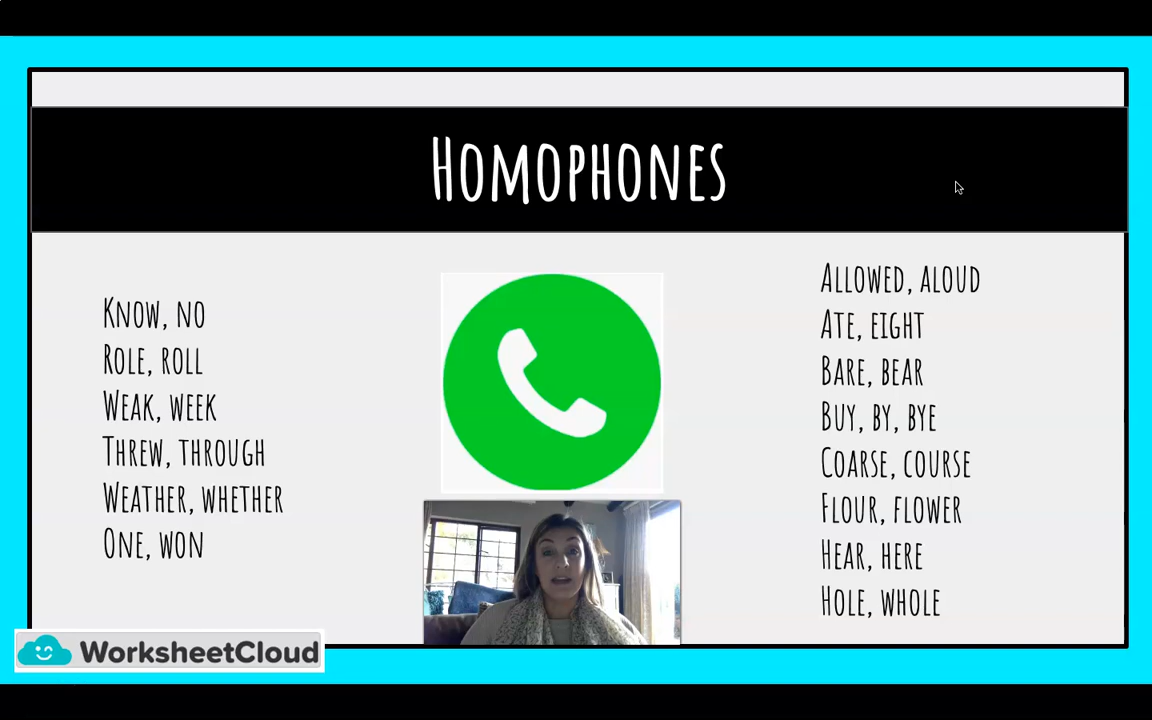 Homophones
Know, no
Role, roll
Weak, week
Threw, through
Weather, whether
One, won
Allowed, aloud
Ate, eight
Bare, bear
Buy, by, bye
Coarse, course
Flour, flower
Hear, here
Hole, whole
WorksheetCloud